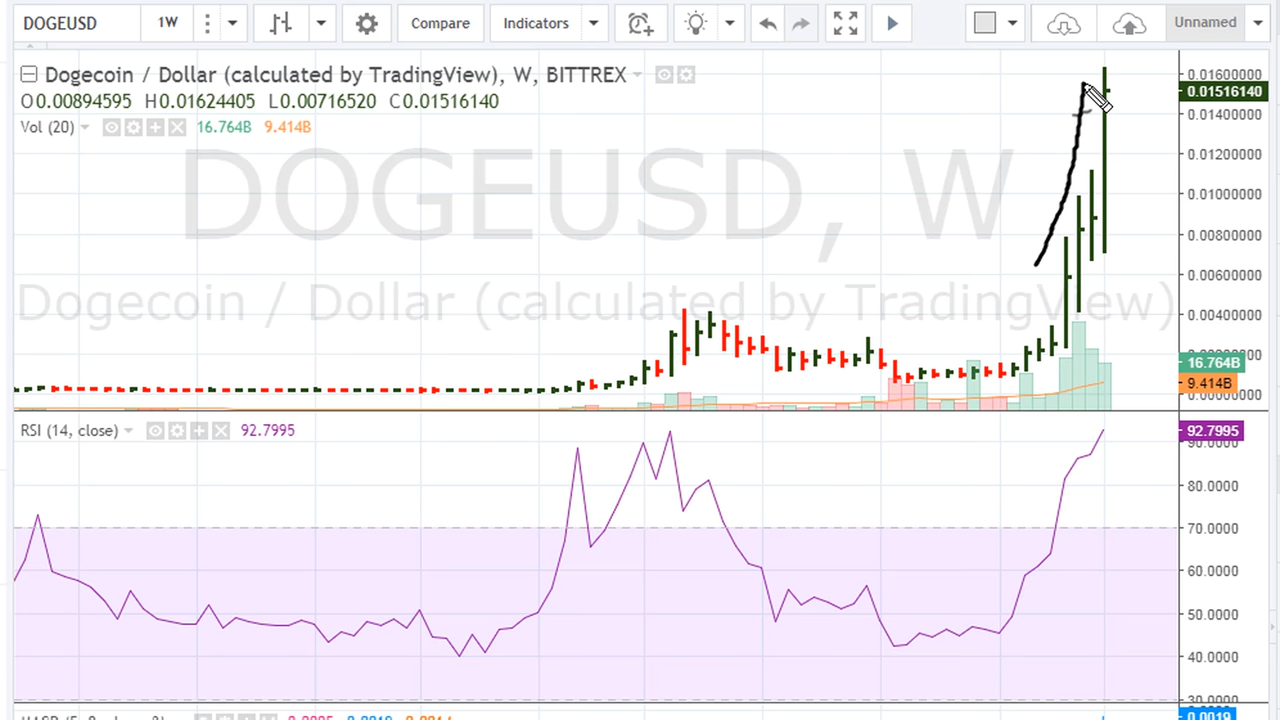 DOGEUSD 1W Compare Indicators Unnamed
Dogecoin / Dollar (calculated by TradingView), W, BITTREX
O0.00894595 H0.01624405 L0.00716520 C0.01516140
Vol (20) 16.764B 9.414B
DOGEUSD, W
Dogecoin / Dollar (calculated by TradingView)
0.01600000
0.01516140
0.01400000
0.01200000
0.01000000
0.00800000
0.00600000
0.00400000
16.764B
9.414B
RSI (14, close) 92.7995
92.7995
90.0000
80.0000
70.0000
60.0000
50.0000
40.0000
30.0000
0.0019